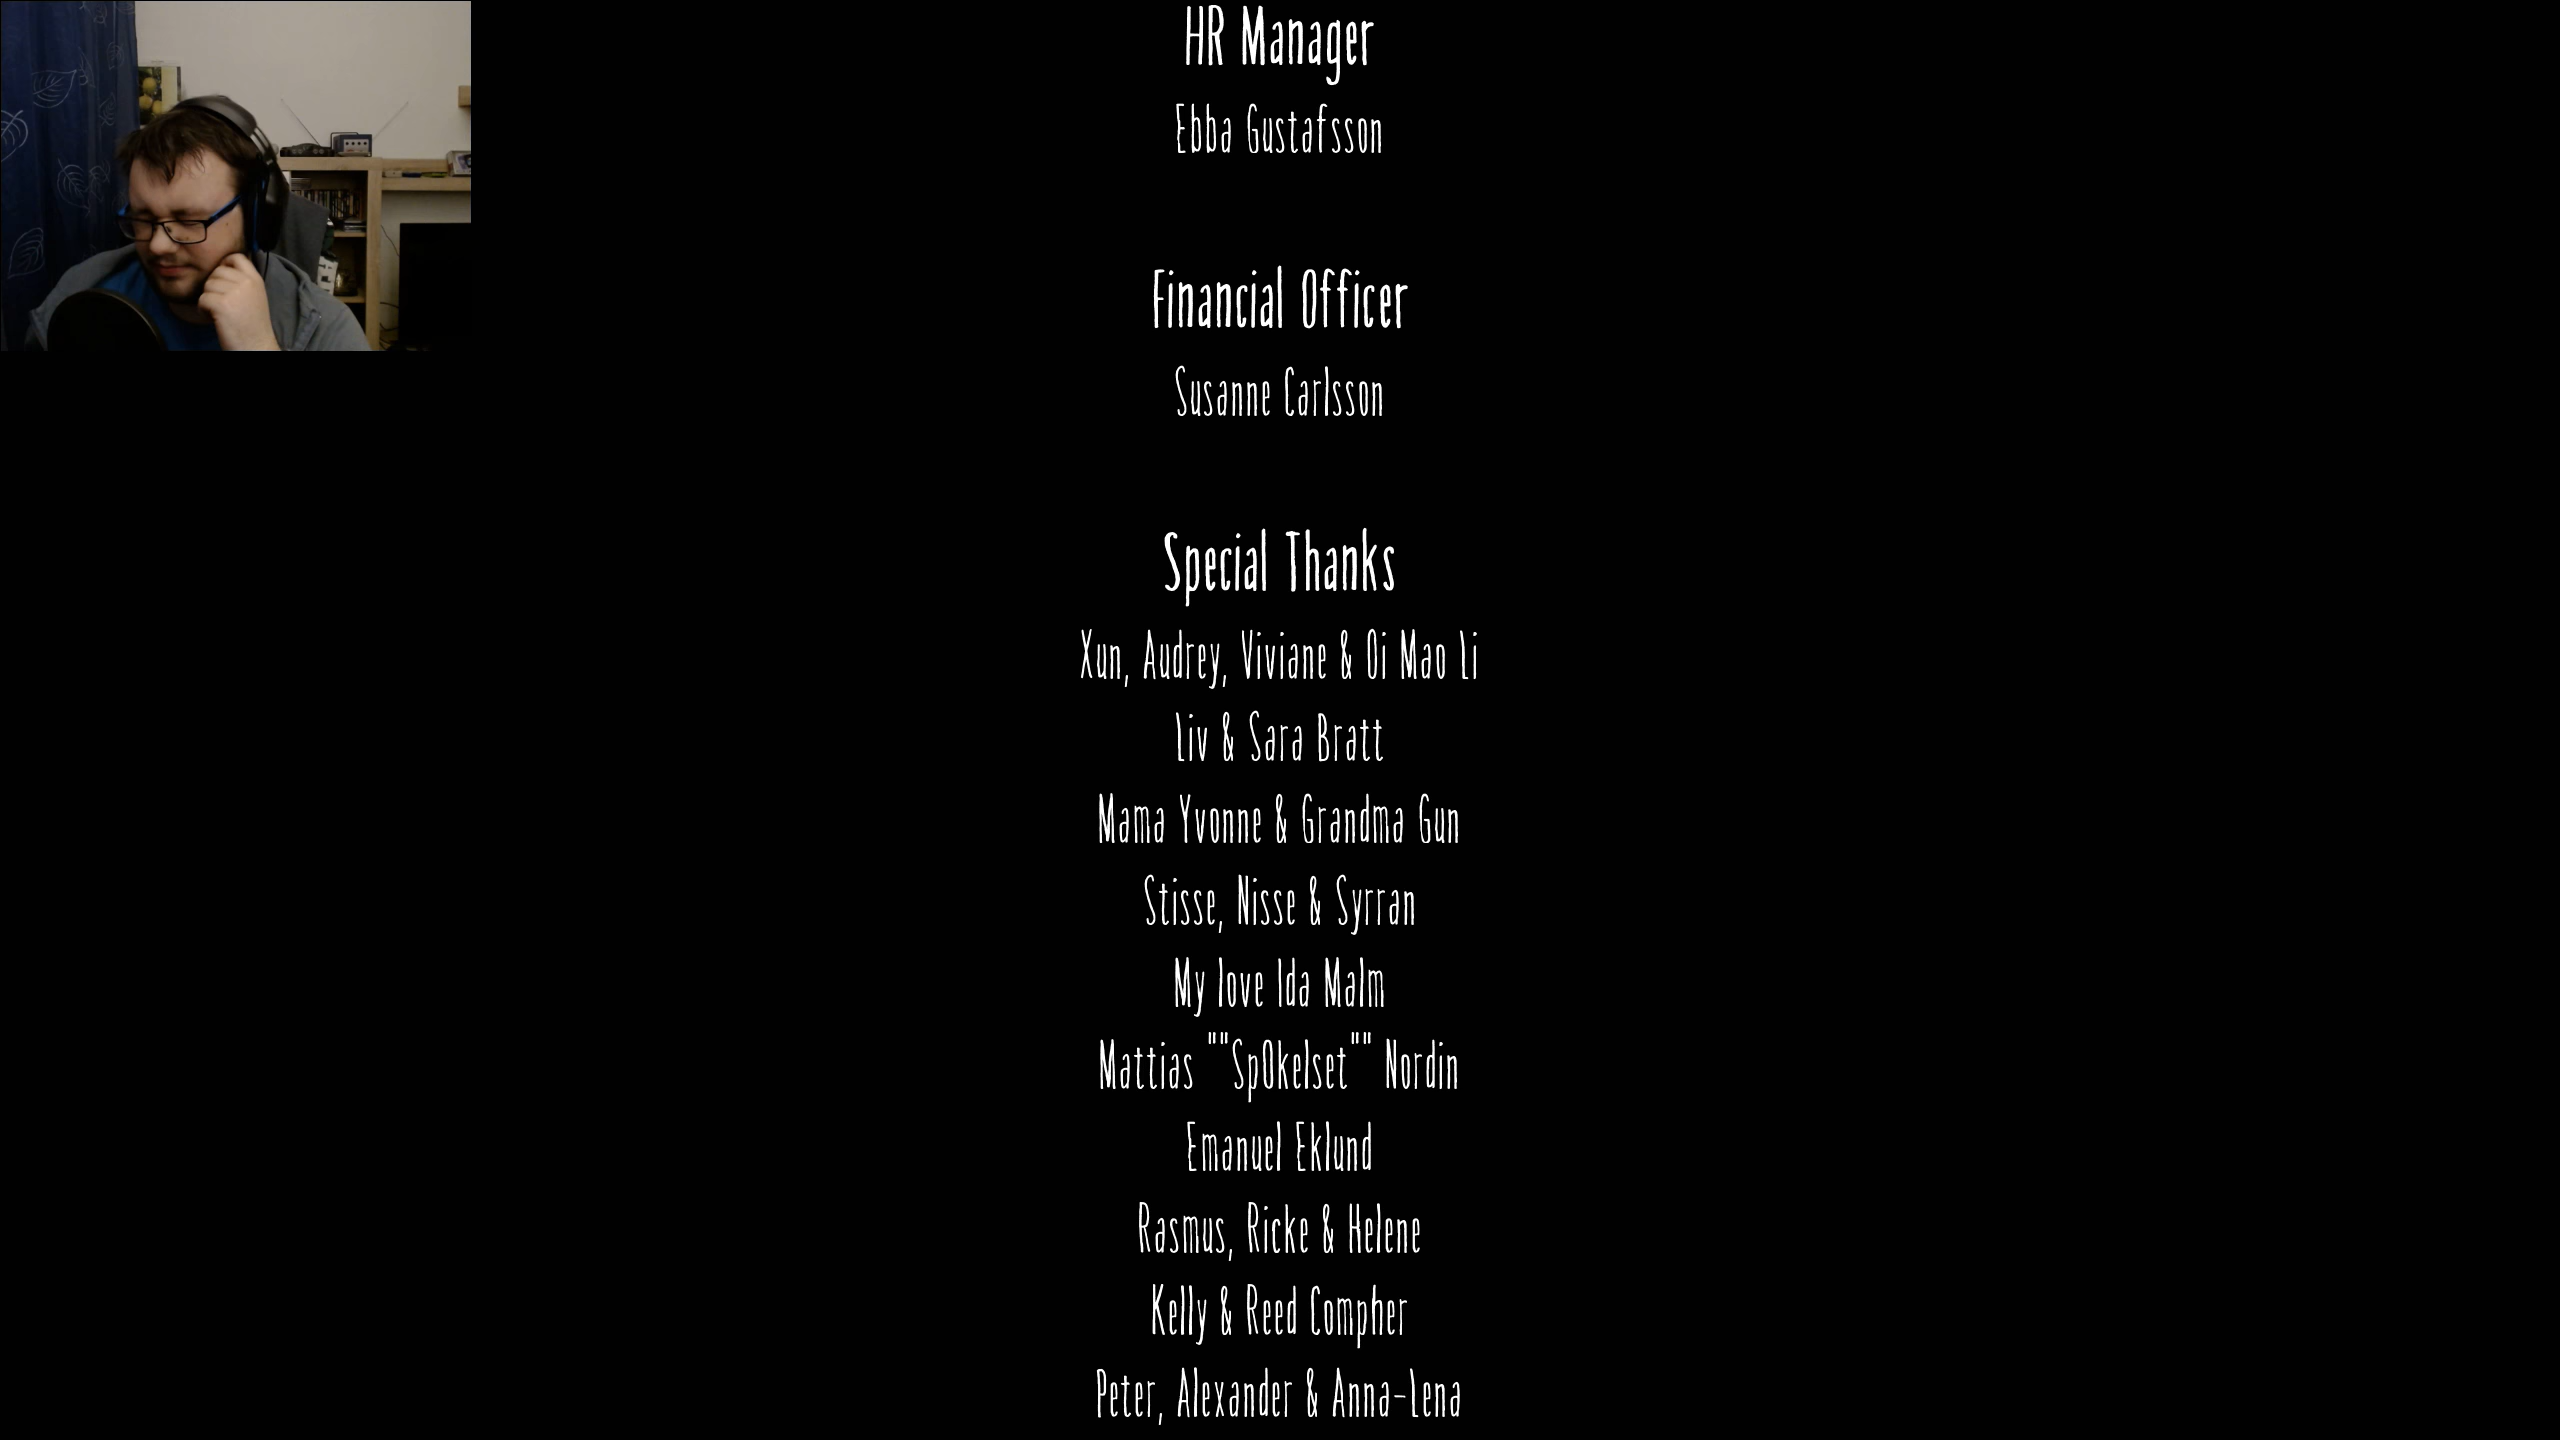 HR Manager
Ebba Gustafsson
Financial Officer
Susanne Carlsson
Special Thanks
Xun, Audrey, Viviane & Oi Mao Li
Liv & Sara Bratt
Mama Yvonne & Grandma Gun
Stisse, Nisse & Syrran
My love Ida Malm
Mattias ""Sp0kelset"" Nordin
Emanuel Eklund
Rasmus, Ricke & Helene
Kelly & Reed Compher
Peter, Alexander & Anna-Lena